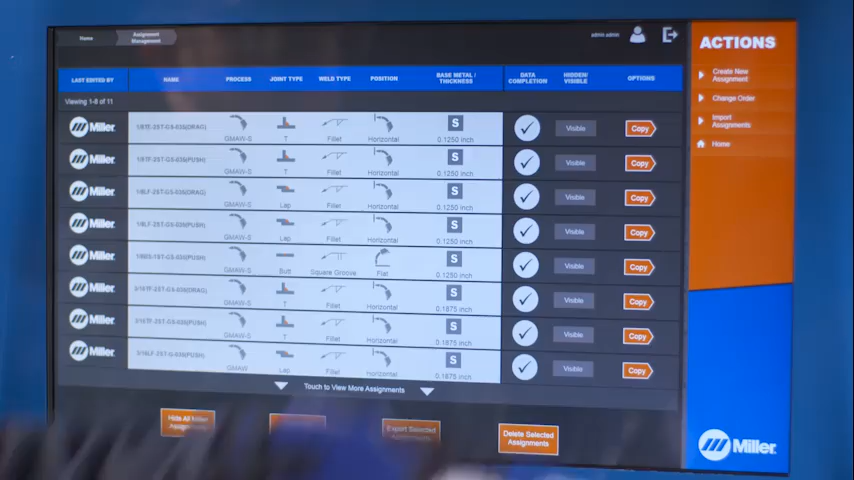 Home
Assignment
Management
admin admin
ACTIONS
Create New
Assignment
Change Order
Import
Assignments
Home
LAST EDITED BY NAME PROCESS JOINT TYPE WELD TYPE POSITION BASE METAL / THICKNESS DATA COMPLETION HIDDEN/ VISIBLE OPTIONS
Viewing 1-8 of 11
Miller GMAW-S T Fillet Horizontal S 0.1250 inch Visible Copy
Miller GMAW-S T Fillet Horizontal S 0.1250 inch Visible Copy
Miller GMAW-S Lap Fillet Horizontal S 0.1250 inch Visible Copy
Miller GMAW-S Lap Fillet Horizontal S 0.1250 inch Visible Copy
Miller GMAW-S Butt Square Groove Flat S 0.1250 inch Visible Copy
Miller GMAW-S T Fillet Horizontal S 0.1875 inch Visible Copy
Miller GMAW-S T Fillet Horizontal S 0.1875 inch Visible Copy
Miller GMAW Lap Fillet Horizontal S 0.1875 inch Visible Copy
Touch to View More Assignments
Hide All Miller
Export Selected
Delete Selected
Assignments
Miller